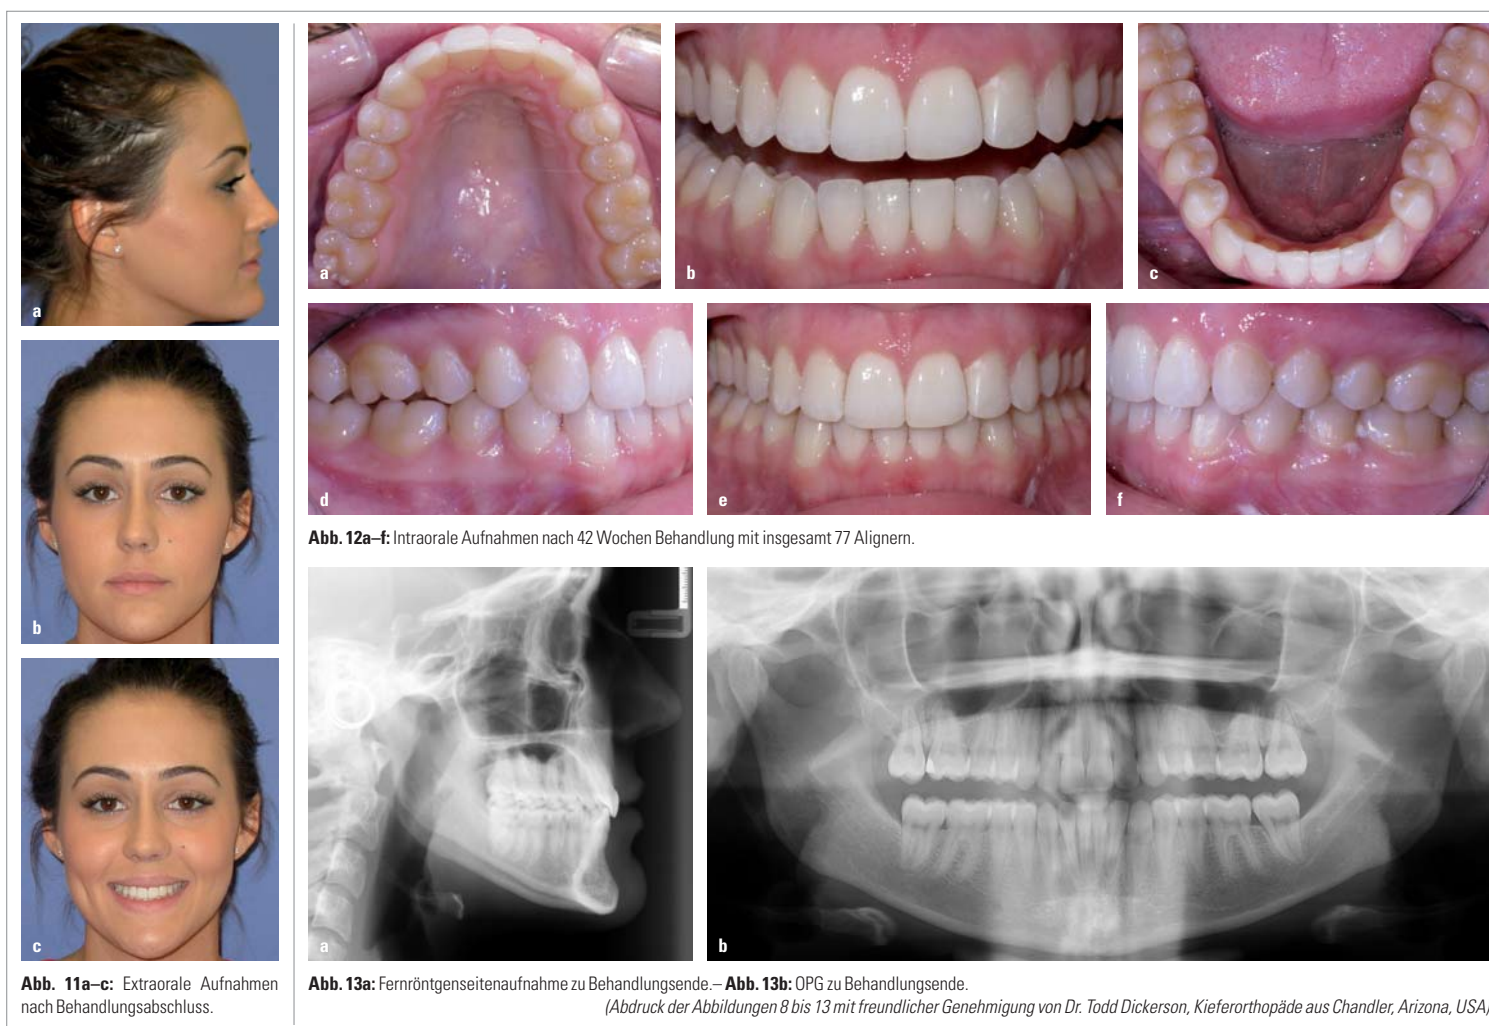 a
b
c
Abb. 11a–c: Extraorale Aufnahmen
nach Behandlungsabschluss.
a
b
c
d
e
f
Abb. 12a–f: Intraorale Aufnahmen nach 42 Wochen Behandlung mit insgesamt 77 Alignern.
a
b
Abb. 13a: Fernröntgenseitenaufnahme zu Behandlungsende.– Abb. 13b: OPG zu Behandlungsende.
(Abdruck der Abbildungen 8 bis 13 mit freundlicher Genehmigung von Dr. Todd Dickerson, Kieferorthopäde aus Chandler, Arizona, USA)